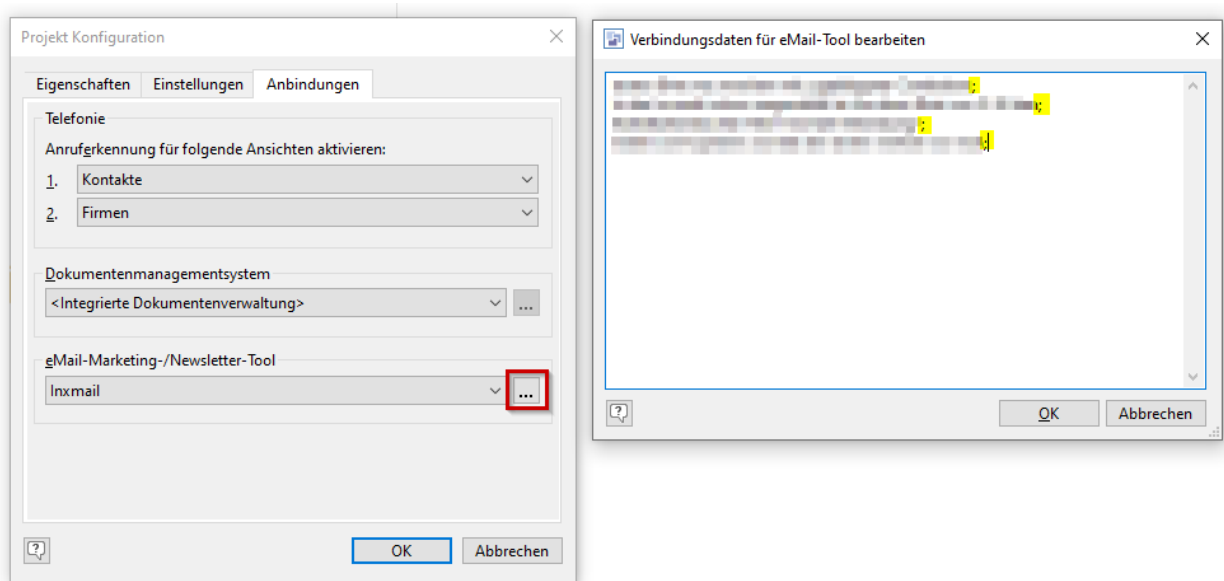 Projekt Konfiguration
Eigenschaften Einstellungen Anbindungen
Telefonie
Anruferkennung für folgende Ansichten aktivieren:
1. Kontakte
2. Firmen
Dokumentenmanagementsystem
<Integrierte Dokumentenverwaltung>
...
eMail-Marketing-/Newsletter-Tool
Inxmail
...
OK Abbrechen
Verbindungsdaten für eMail-Tool bearbeiten
;
;
;
;
OK Abbrechen